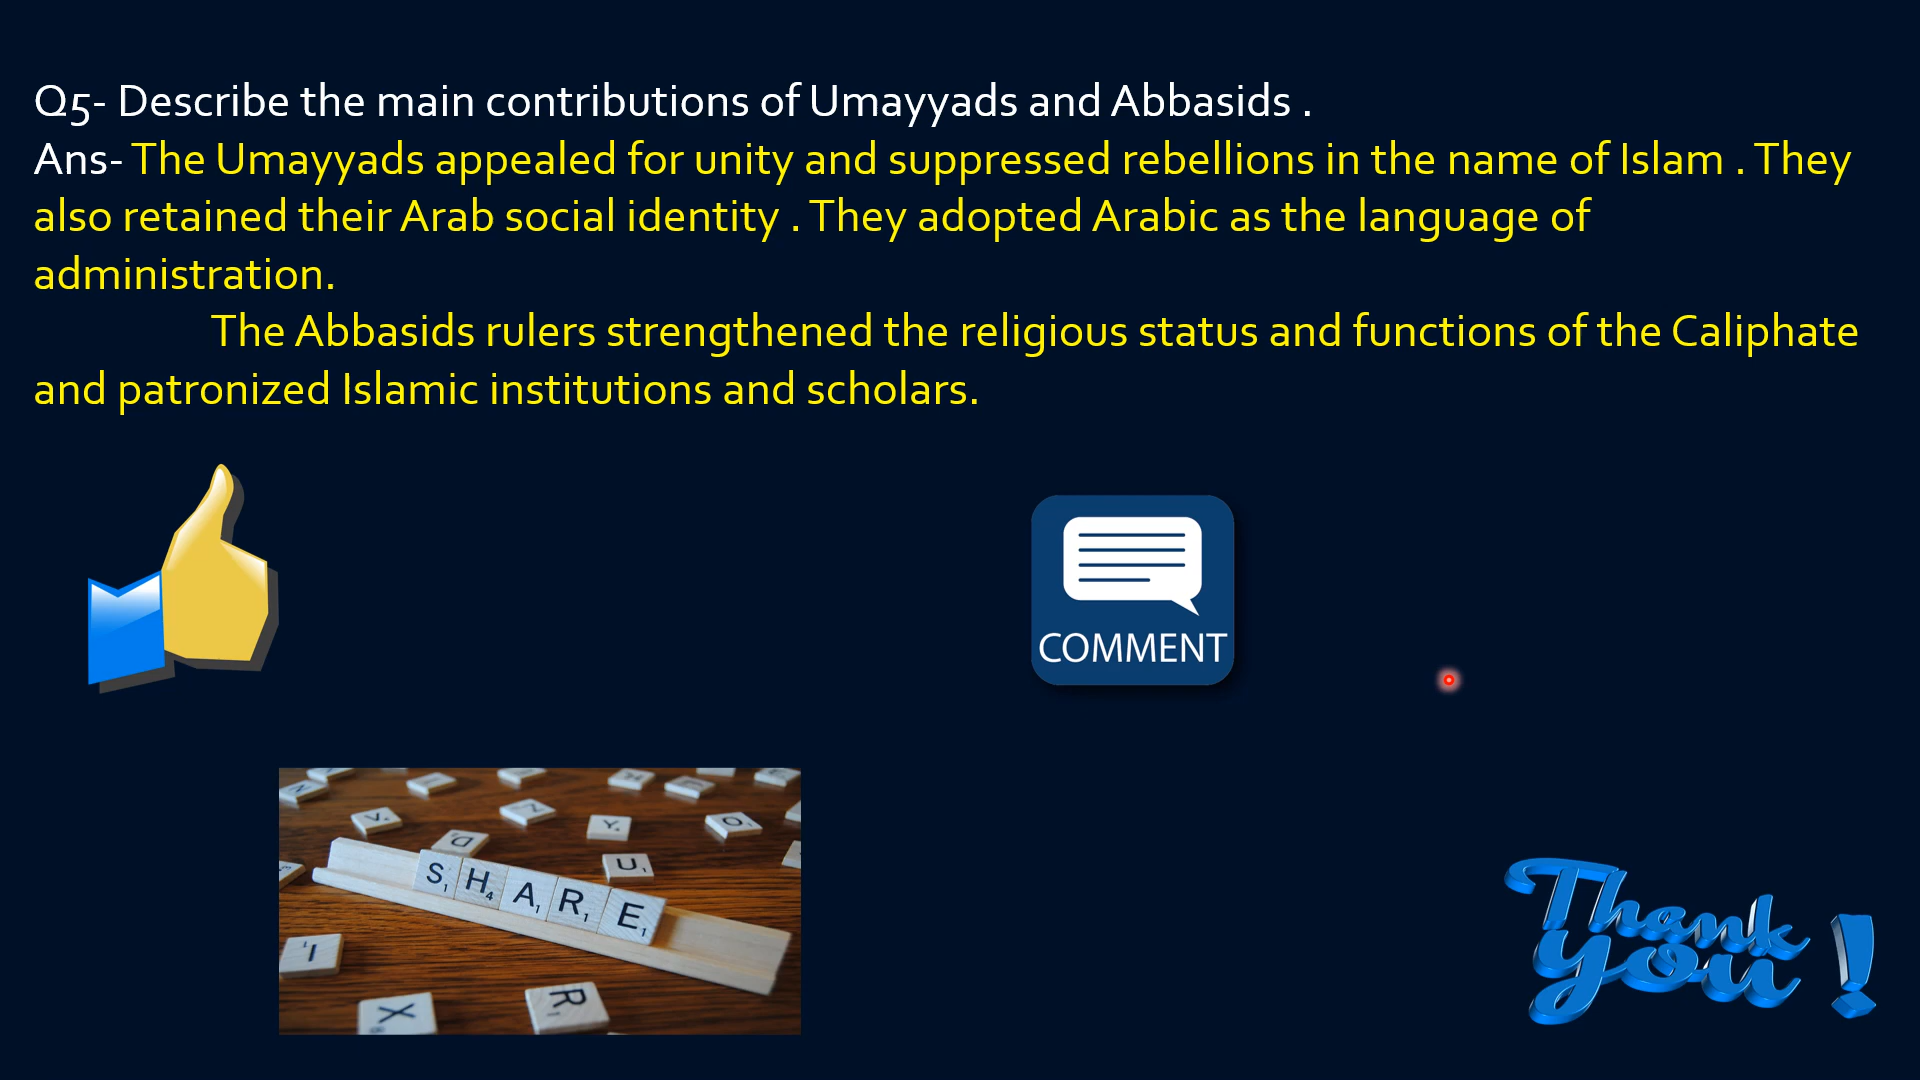 Q5- Describe the main contributions of Umayyads and Abbasids .
Ans- The Umayyads appealed for unity and suppressed rebellions in the name of Islam . They
also retained their Arab social identity . They adopted Arabic as the language of
administration.
The Abbasids rulers strengthened the religious status and functions of the Caliphate
and patronized Islamic institutions and scholars.
COMMENT
SHARE
Thank
you !